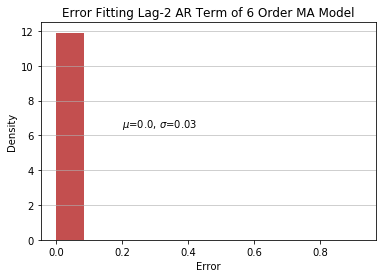 Error Fitting Lag-2 AR Term of 6 Order MA Model
12
10
8
6
4
2
0
Density
μ=0.0, σ=0.03
0.0 0.2 0.4 0.6 0.8
Error